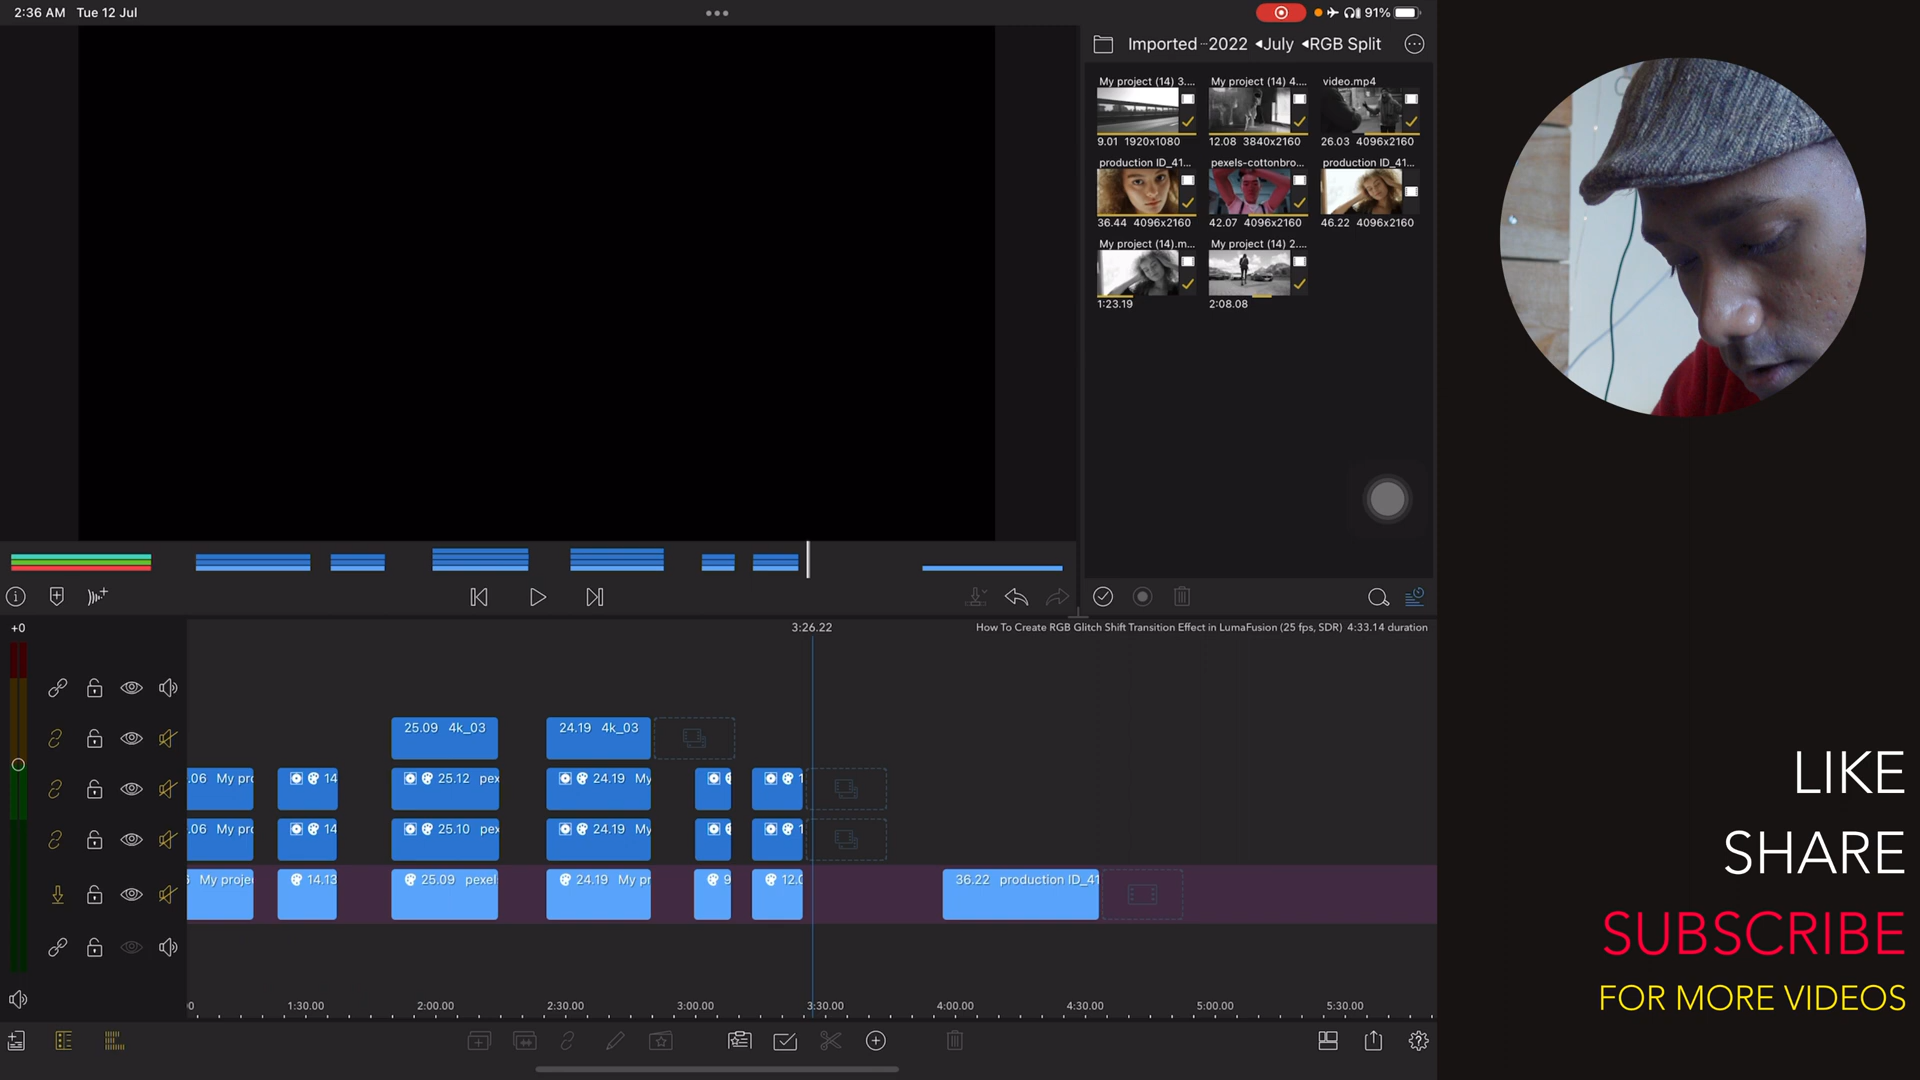 2:36 AM Tue 12 Jul
91%
Imported ··2022 ◂July ◂RGB Split
My project (14) 3.... My project (14) 4.... video.mp4
9.01 1920x1080 12.08 3840x2160 26.03 4096x2160
production ID_41... pexels-cottonbro... production ID_41...
36.44 4096x2160 42.07 4096x2160 46.22 4096x2160
My project (14).m... My project (14) 2....
1:23.19 2:08.08
+0
3:26.22
How To Create RGB Glitch Shift Transition Effect in LumaFusion (25 fps, SDR) 4:33.14 duration
25.09 4k_03 24.19 4k_03
.06 My pro 14 25.12 pex 24.19 My
.06 My pro 14 25.10 pex 24.19 My
My proje 14.13 25.09 pexel 24.19 My pr 9 12.0 36.22 production ID_41
1:30.00 2:00.00 2:30.00 3:00.00 3:30.00 4:00.00 4:30.00 5:00.00 5:30.00
LIKE
SHARE
SUBSCRIBE
FOR MORE VIDEOS